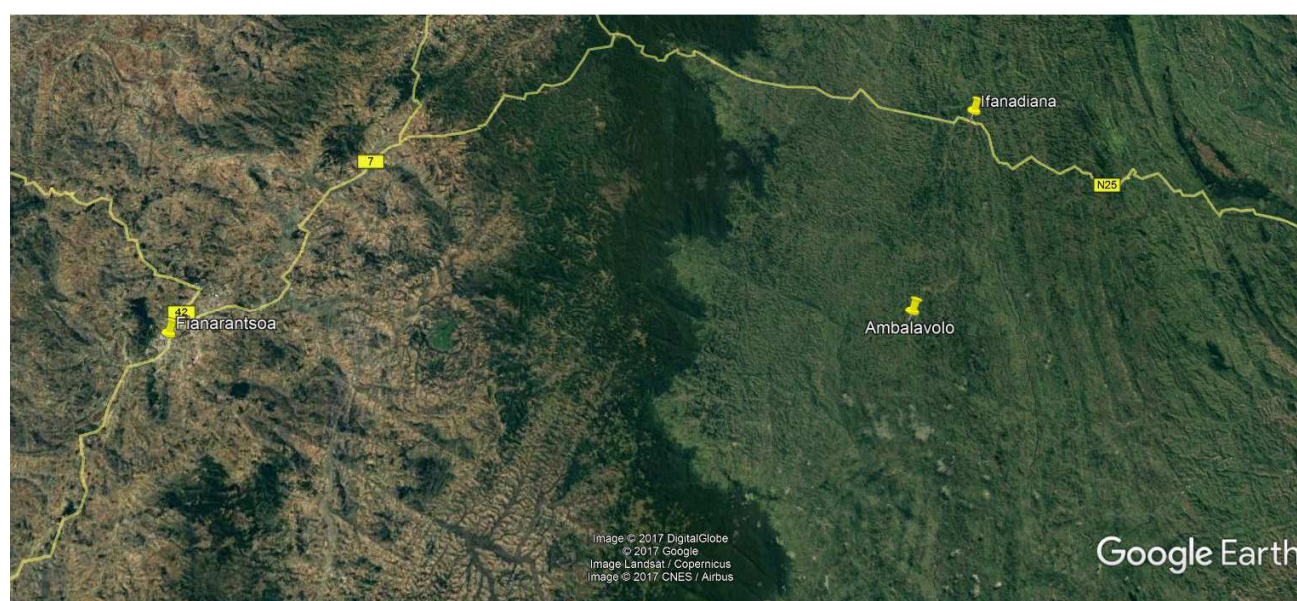 Ifanadiana
7
N25
42
Fianarantsoa
Ambalavolo
Image © 2017 DigitalGlobe
© 2017 Google
Image Landsat / Copernicus
Image © 2017 CNES / Airbus
Google Earth